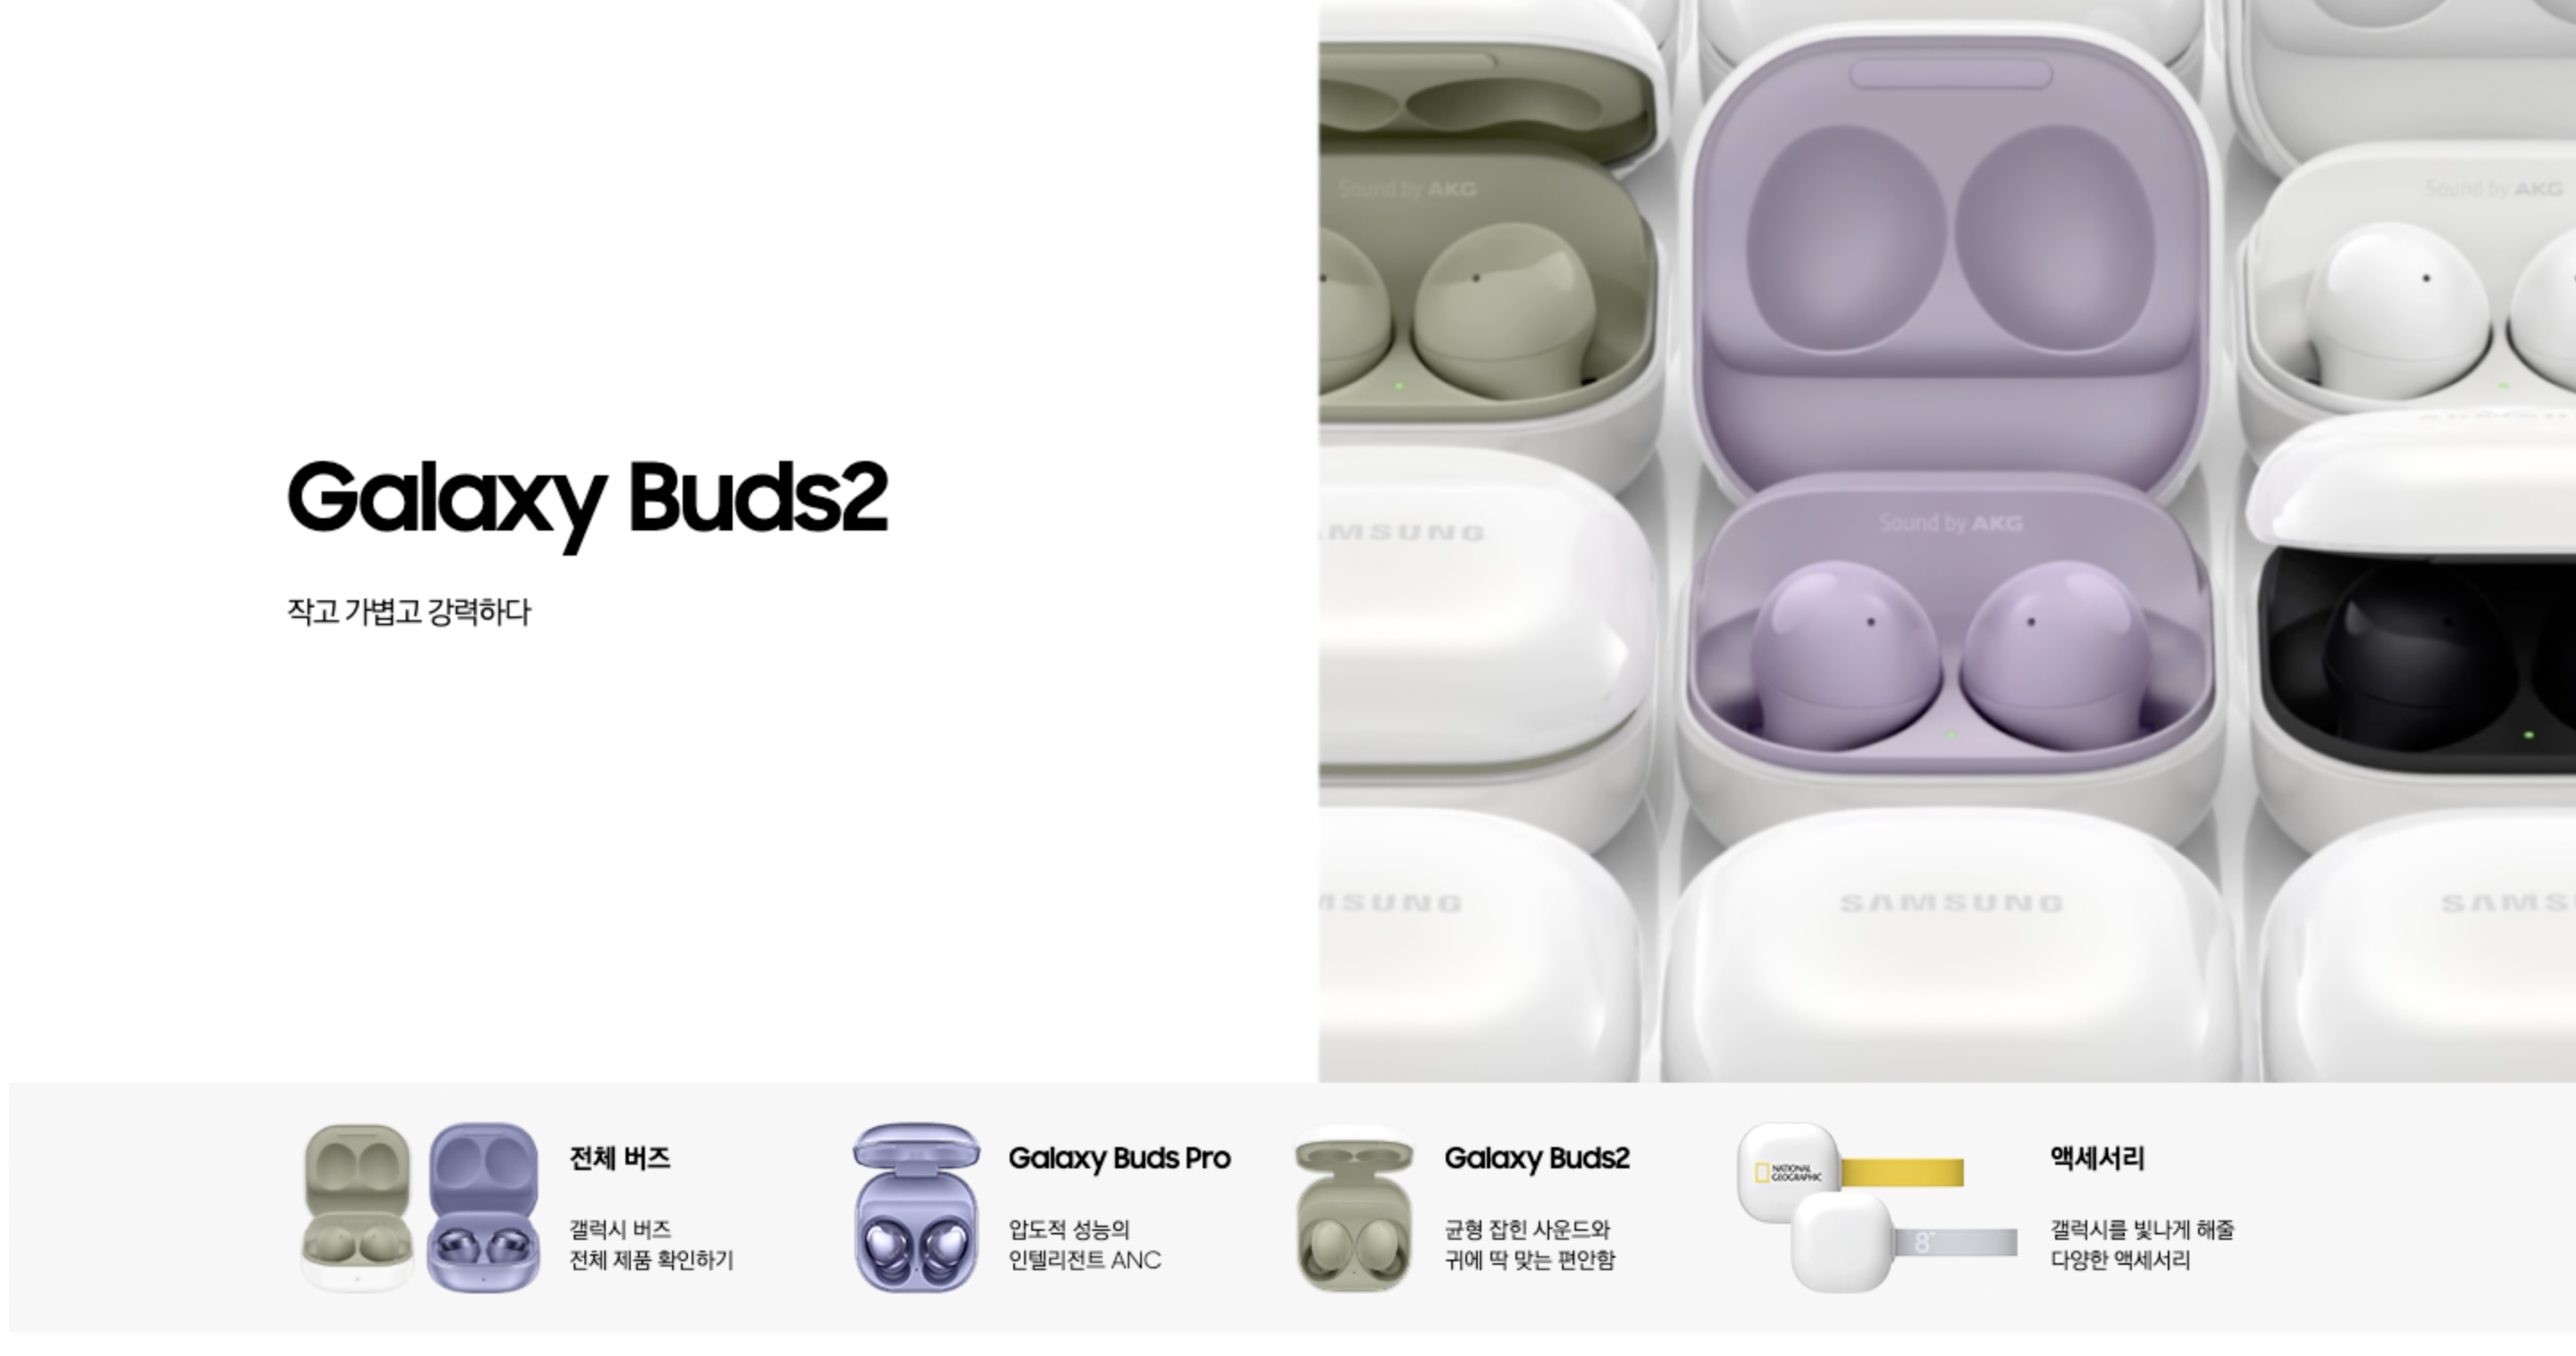 Galaxy Buds2
작고 가볍고 강력하다
Sound by AKG
Sound by AKG
AMSUNG
Sound by AKG
SUNG
SAMSUNG
SAMS
전체 버즈
갤럭시 버즈
전체 제품 확인하기
Galaxy Buds Pro
압도적 성능의
인텔리전트 ANC
Galaxy Buds2
균형 잡힌 사운드와
귀에 딱 맞는 편안함
NATIONAL
GEOGRAPHIC
8"
액세서리
갤럭시를 빛나게 해줄
다양한 액세서리